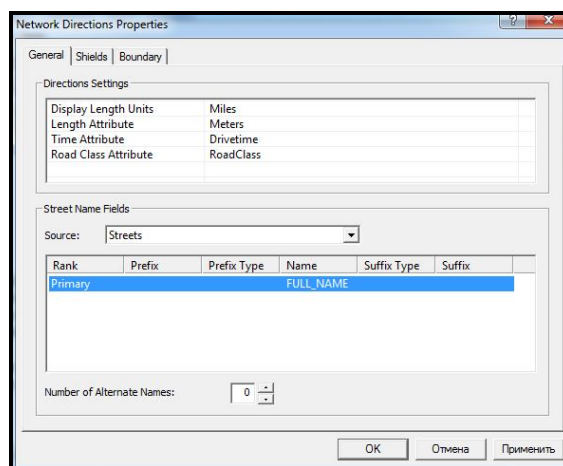 Network Directions Properties
General Shields Boundary
Directions Settings
Display Length Units Miles
Length Attribute Meters
Time Attribute Drivetime
Road Class Attribute RoadClass
Street Name Fields
Source: Streets
Rank Prefix Prefix Type Name Suffix Type Suffix
Primary FULL_NAME
Number of Alternate Names: 0
OK Отмена Применить